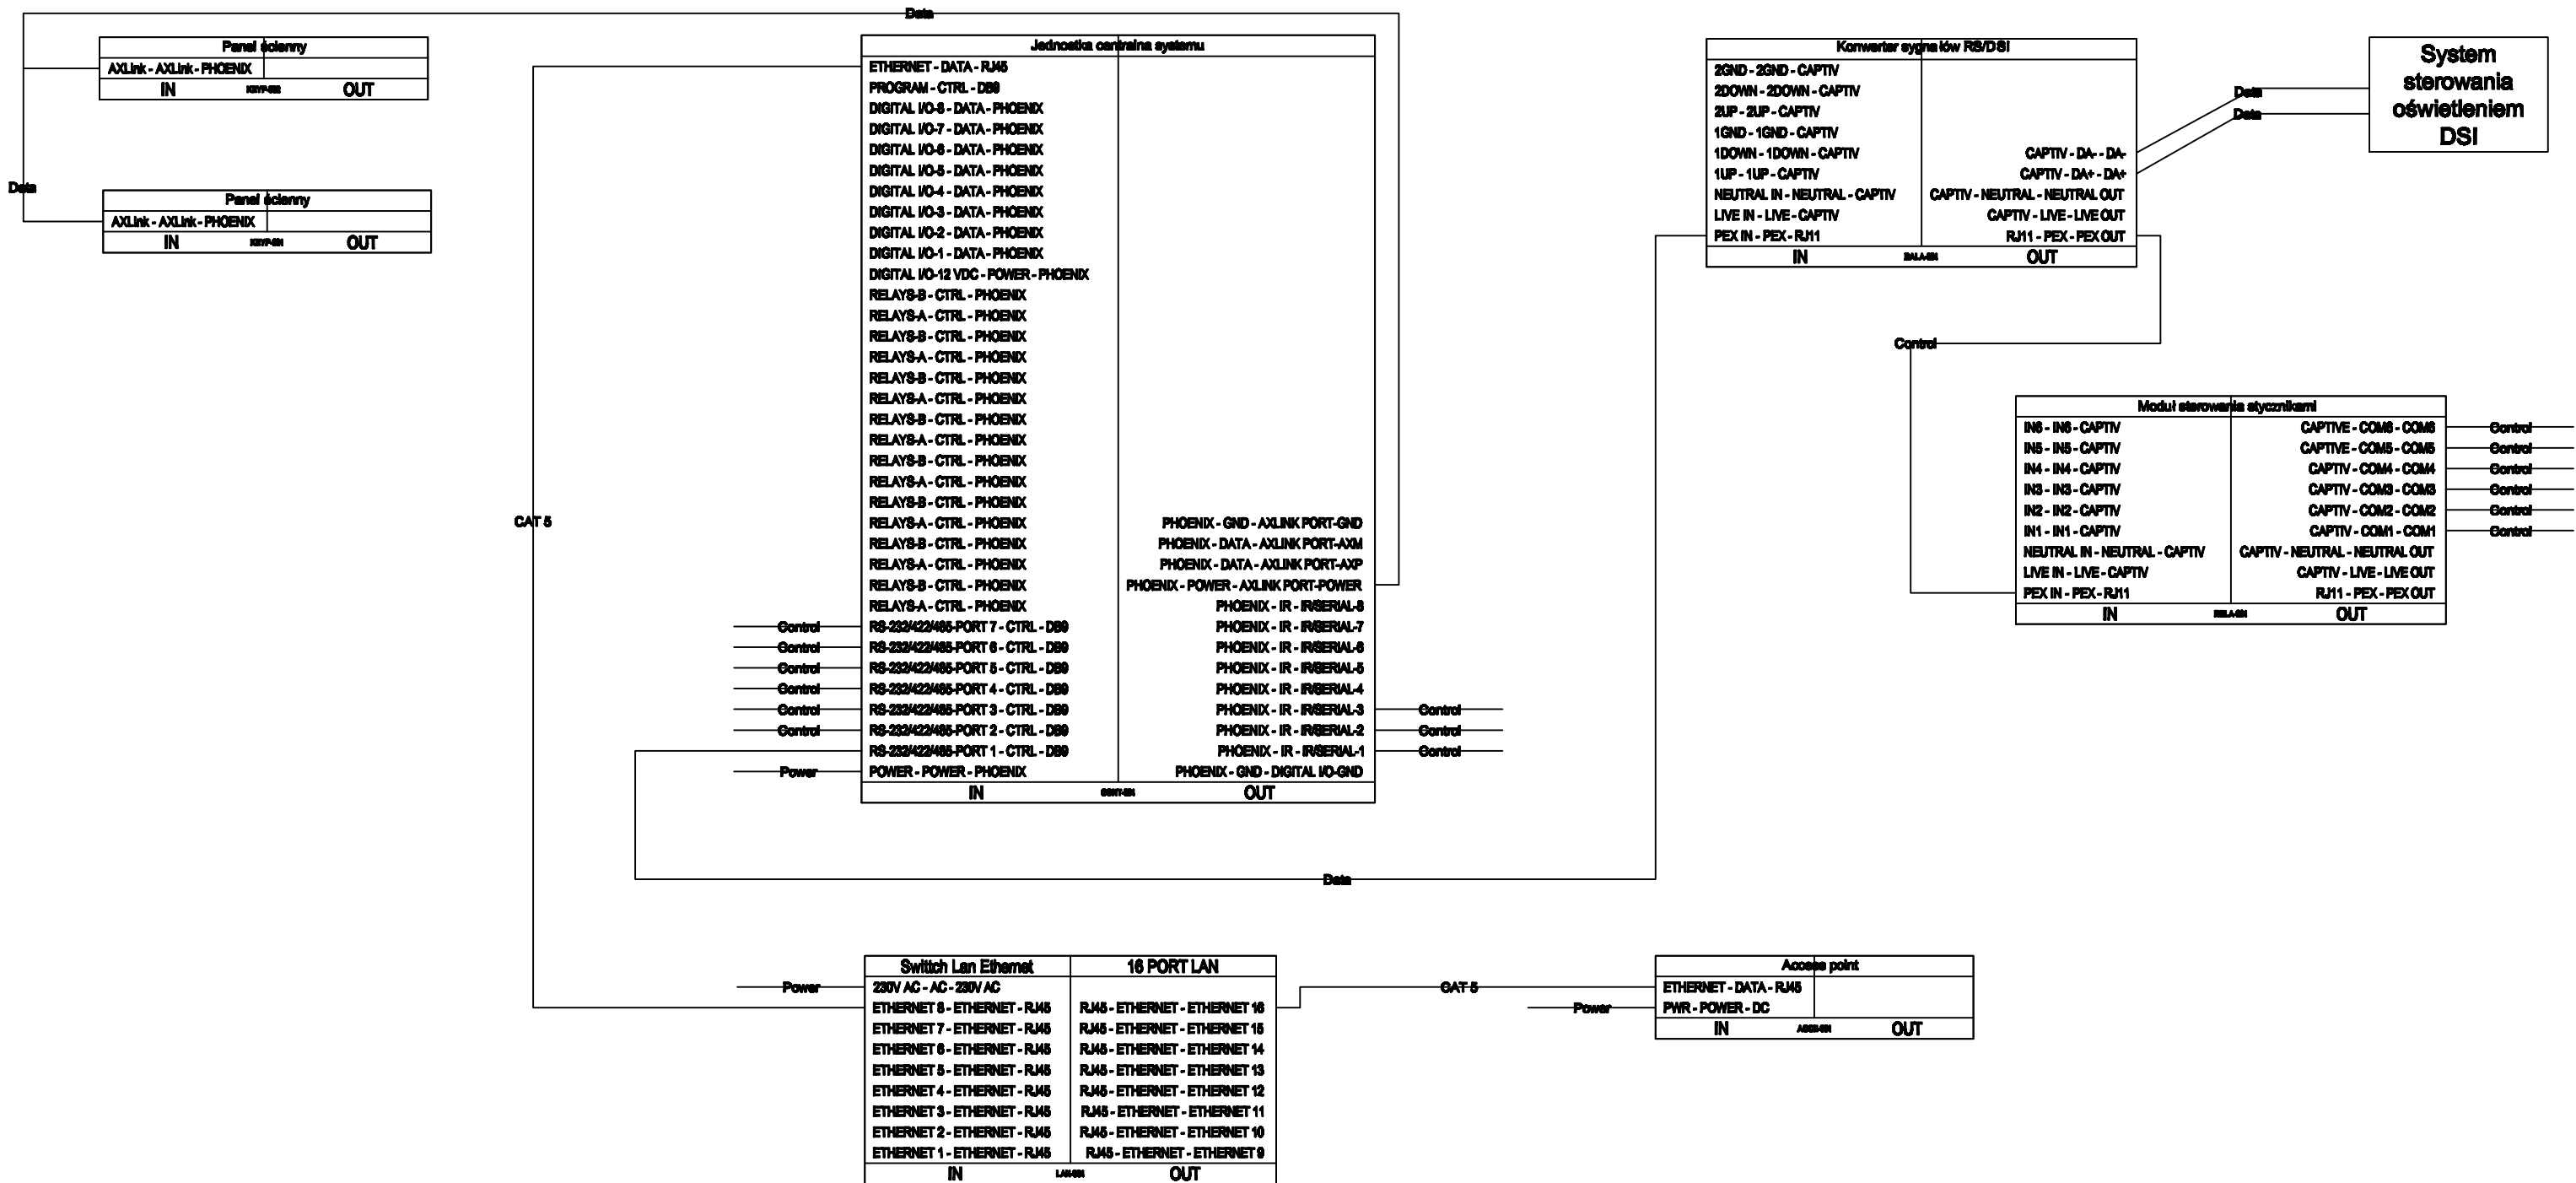 Data
Panel ścienny
AXLink - AXLink - PHOENIX
IN KEYP-002 OUT
Data
Panel ścienny
AXLink - AXLink - PHOENIX
IN KEYP-001 OUT
Jednostka centralna systemu
ETHERNET - DATA - RJ45
PROGRAM - CTRL - DB9
DIGITAL I/O-8 - DATA - PHOENIX
DIGITAL I/O-7 - DATA - PHOENIX
DIGITAL I/O-6 - DATA - PHOENIX
DIGITAL I/O-5 - DATA - PHOENIX
DIGITAL I/O-4 - DATA - PHOENIX
DIGITAL I/O-3 - DATA - PHOENIX
DIGITAL I/O-2 - DATA - PHOENIX
DIGITAL I/O-1 - DATA - PHOENIX
DIGITAL I/O-12 VDC - POWER - PHOENIX
RELAYS-B - CTRL - PHOENIX
RELAYS-A - CTRL - PHOENIX
RELAYS-B - CTRL - PHOENIX
RELAYS-A - CTRL - PHOENIX
RELAYS-B - CTRL - PHOENIX
RELAYS-A - CTRL - PHOENIX
RELAYS-B - CTRL - PHOENIX
RELAYS-A - CTRL - PHOENIX
RELAYS-B - CTRL - PHOENIX
RELAYS-A - CTRL - PHOENIX
RELAYS-B - CTRL - PHOENIX
CAT 5
RELAYS-A - CTRL - PHOENIX PHOENIX - GND - AXLINK PORT-GND
RELAYS-B - CTRL - PHOENIX PHOENIX - DATA - AXLINK PORT-AXM
RELAYS-A - CTRL - PHOENIX PHOENIX - DATA - AXLINK PORT-AXP
RELAYS-B - CTRL - PHOENIX PHOENIX - POWER - AXLINK PORT-POWER
RELAYS-A - CTRL - PHOENIX PHOENIX - IR - IR/SERIAL-8
Control RS-232/422/485-PORT 7 - CTRL - DB9 PHOENIX - IR - IR/SERIAL-7
Control RS-232/422/485-PORT 6 - CTRL - DB9 PHOENIX - IR - IR/SERIAL-6
Control RS-232/422/485-PORT 5 - CTRL - DB9 PHOENIX - IR - IR/SERIAL-5
Control RS-232/422/485-PORT 4 - CTRL - DB9 PHOENIX - IR - IR/SERIAL-4
Control RS-232/422/485-PORT 3 - CTRL - DB9 PHOENIX - IR - IR/SERIAL-3 Control
Control RS-232/422/485-PORT 2 - CTRL - DB9 PHOENIX - IR - IR/SERIAL-2 Control
RS-232/422/485-PORT 1 - CTRL - DB9 PHOENIX - IR - IR/SERIAL-1 Control
Power POWER - POWER - PHOENIX PHOENIX - GND - DIGITAL I/O-GND
IN OUT
Data
Konwerter sygnałów RS/DSI
2GND - 2GND - CAPTIV
2DOWN - 2DOWN - CAPTIV
2UP - 2UP - CAPTIV
1GND - 1GND - CAPTIV
1DOWN - 1DOWN - CAPTIV CAPTIV - DA- - DA-
1UP - 1UP - CAPTIV CAPTIV - DA+ - DA+
NEUTRAL IN - NEUTRAL - CAPTIV CAPTIV - NEUTRAL - NEUTRAL OUT
LIVE IN - LIVE - CAPTIV CAPTIV - LIVE - LIVE OUT
PEX IN - PEX - RJ11 RJ11 - PEX - PEX OUT
IN OUT
Data
Data
System
sterowania
oświetleniem
DSI
Control
Moduł sterowania stycznikami
IN6 - IN6 - CAPTIV CAPTIVE - COM6 - COM6 Control
IN5 - IN5 - CAPTIV CAPTIVE - COM5 - COM5 Control
IN4 - IN4 - CAPTIV CAPTIV - COM4 - COM4 Control
IN3 - IN3 - CAPTIV CAPTIV - COM3 - COM3 Control
IN2 - IN2 - CAPTIV CAPTIV - COM2 - COM2 Control
IN1 - IN1 - CAPTIV CAPTIV - COM1 - COM1 Control
NEUTRAL IN - NEUTRAL - CAPTIV CAPTIV - NEUTRAL - NEUTRAL OUT
LIVE IN - LIVE - CAPTIV CAPTIV - LIVE - LIVE OUT
PEX IN - PEX - RJ11 RJ11 - PEX - PEX OUT
IN OUT
Swittch Lan Ethernet 16 PORT LAN
Power 230V AC - AC - 230V AC
ETHERNET 8 - ETHERNET - RJ45 RJ45 - ETHERNET - ETHERNET 16
ETHERNET 7 - ETHERNET - RJ45 RJ45 - ETHERNET - ETHERNET 15
ETHERNET 6 - ETHERNET - RJ45 RJ45 - ETHERNET - ETHERNET 14
ETHERNET 5 - ETHERNET - RJ45 RJ45 - ETHERNET - ETHERNET 13
ETHERNET 4 - ETHERNET - RJ45 RJ45 - ETHERNET - ETHERNET 12
ETHERNET 3 - ETHERNET - RJ45 RJ45 - ETHERNET - ETHERNET 11
ETHERNET 2 - ETHERNET - RJ45 RJ45 - ETHERNET - ETHERNET 10
ETHERNET 1 - ETHERNET - RJ45 RJ45 - ETHERNET - ETHERNET 9
IN LAN-001 OUT
CAT 5
Access point
ETHERNET - DATA - RJ45
Power PWR - POWER - DC
IN OUT